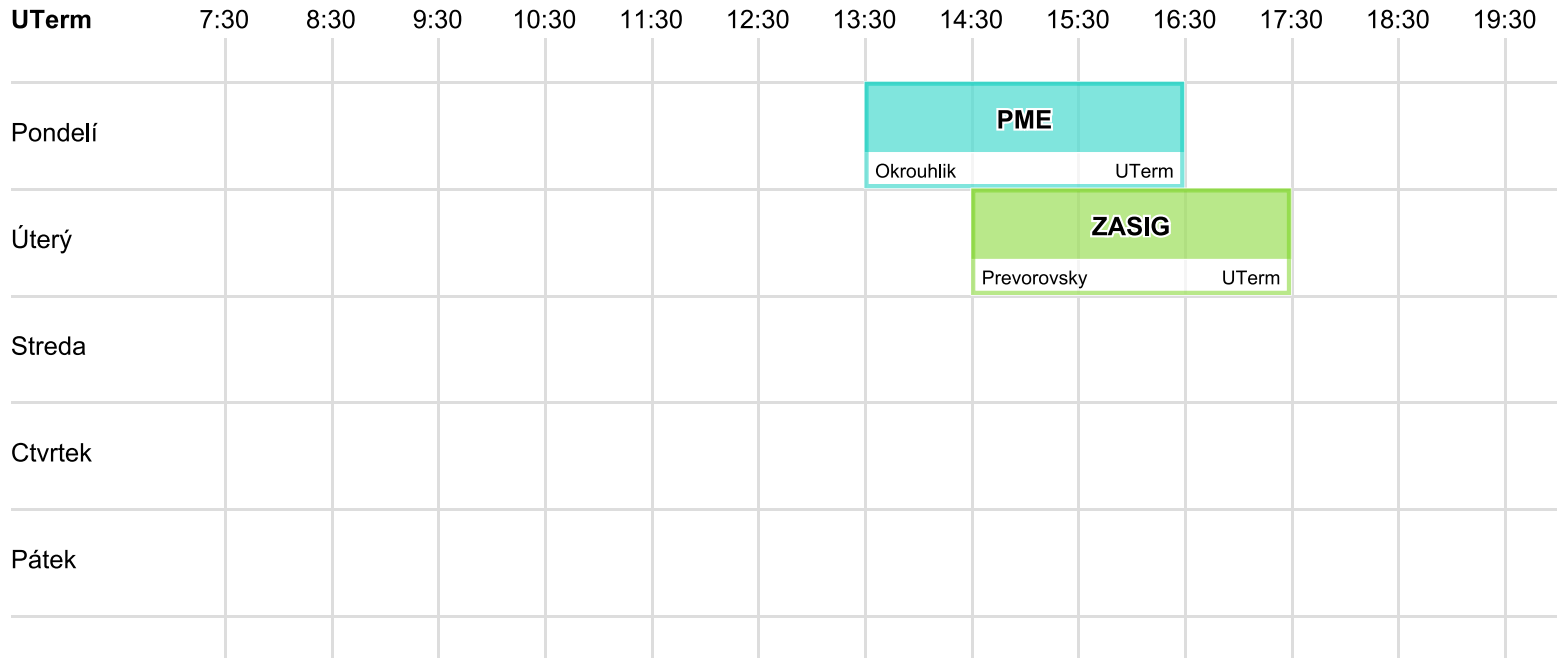 UTerm 7:30 8:30 9:30 10:30 11:30 12:30 13:30 14:30 15:30 16:30 17:30 18:30 19:30
Pondelí
PME
Okrouhlik UTerm
Úterý
ZASIG
Prevorovsky UTerm
Streda
Ctvrtek
Pátek